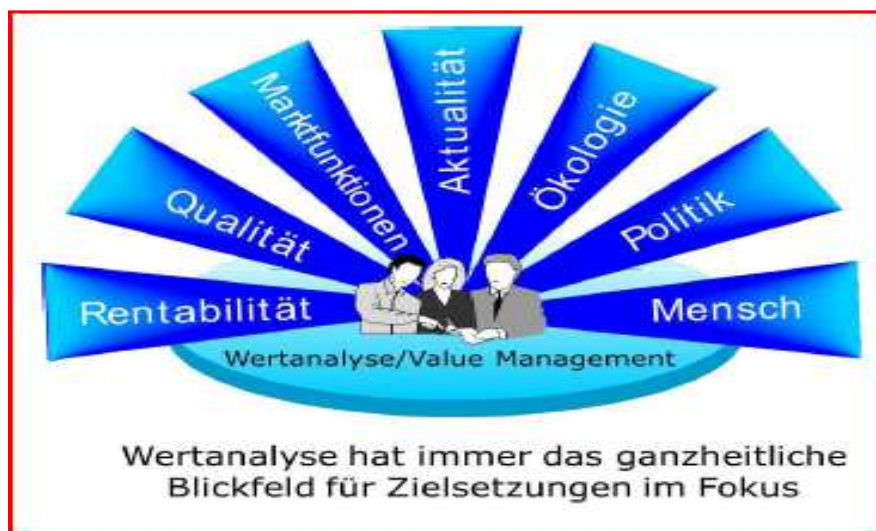 Rentabilität
Qualität
Marktfunktionen
Aktualität
Ökologie
Politik
Mensch
Wertanalyse/Value Management
Wertanalyse hat immer das ganzheitliche
Blickfeld für Zielsetzungen im Fokus